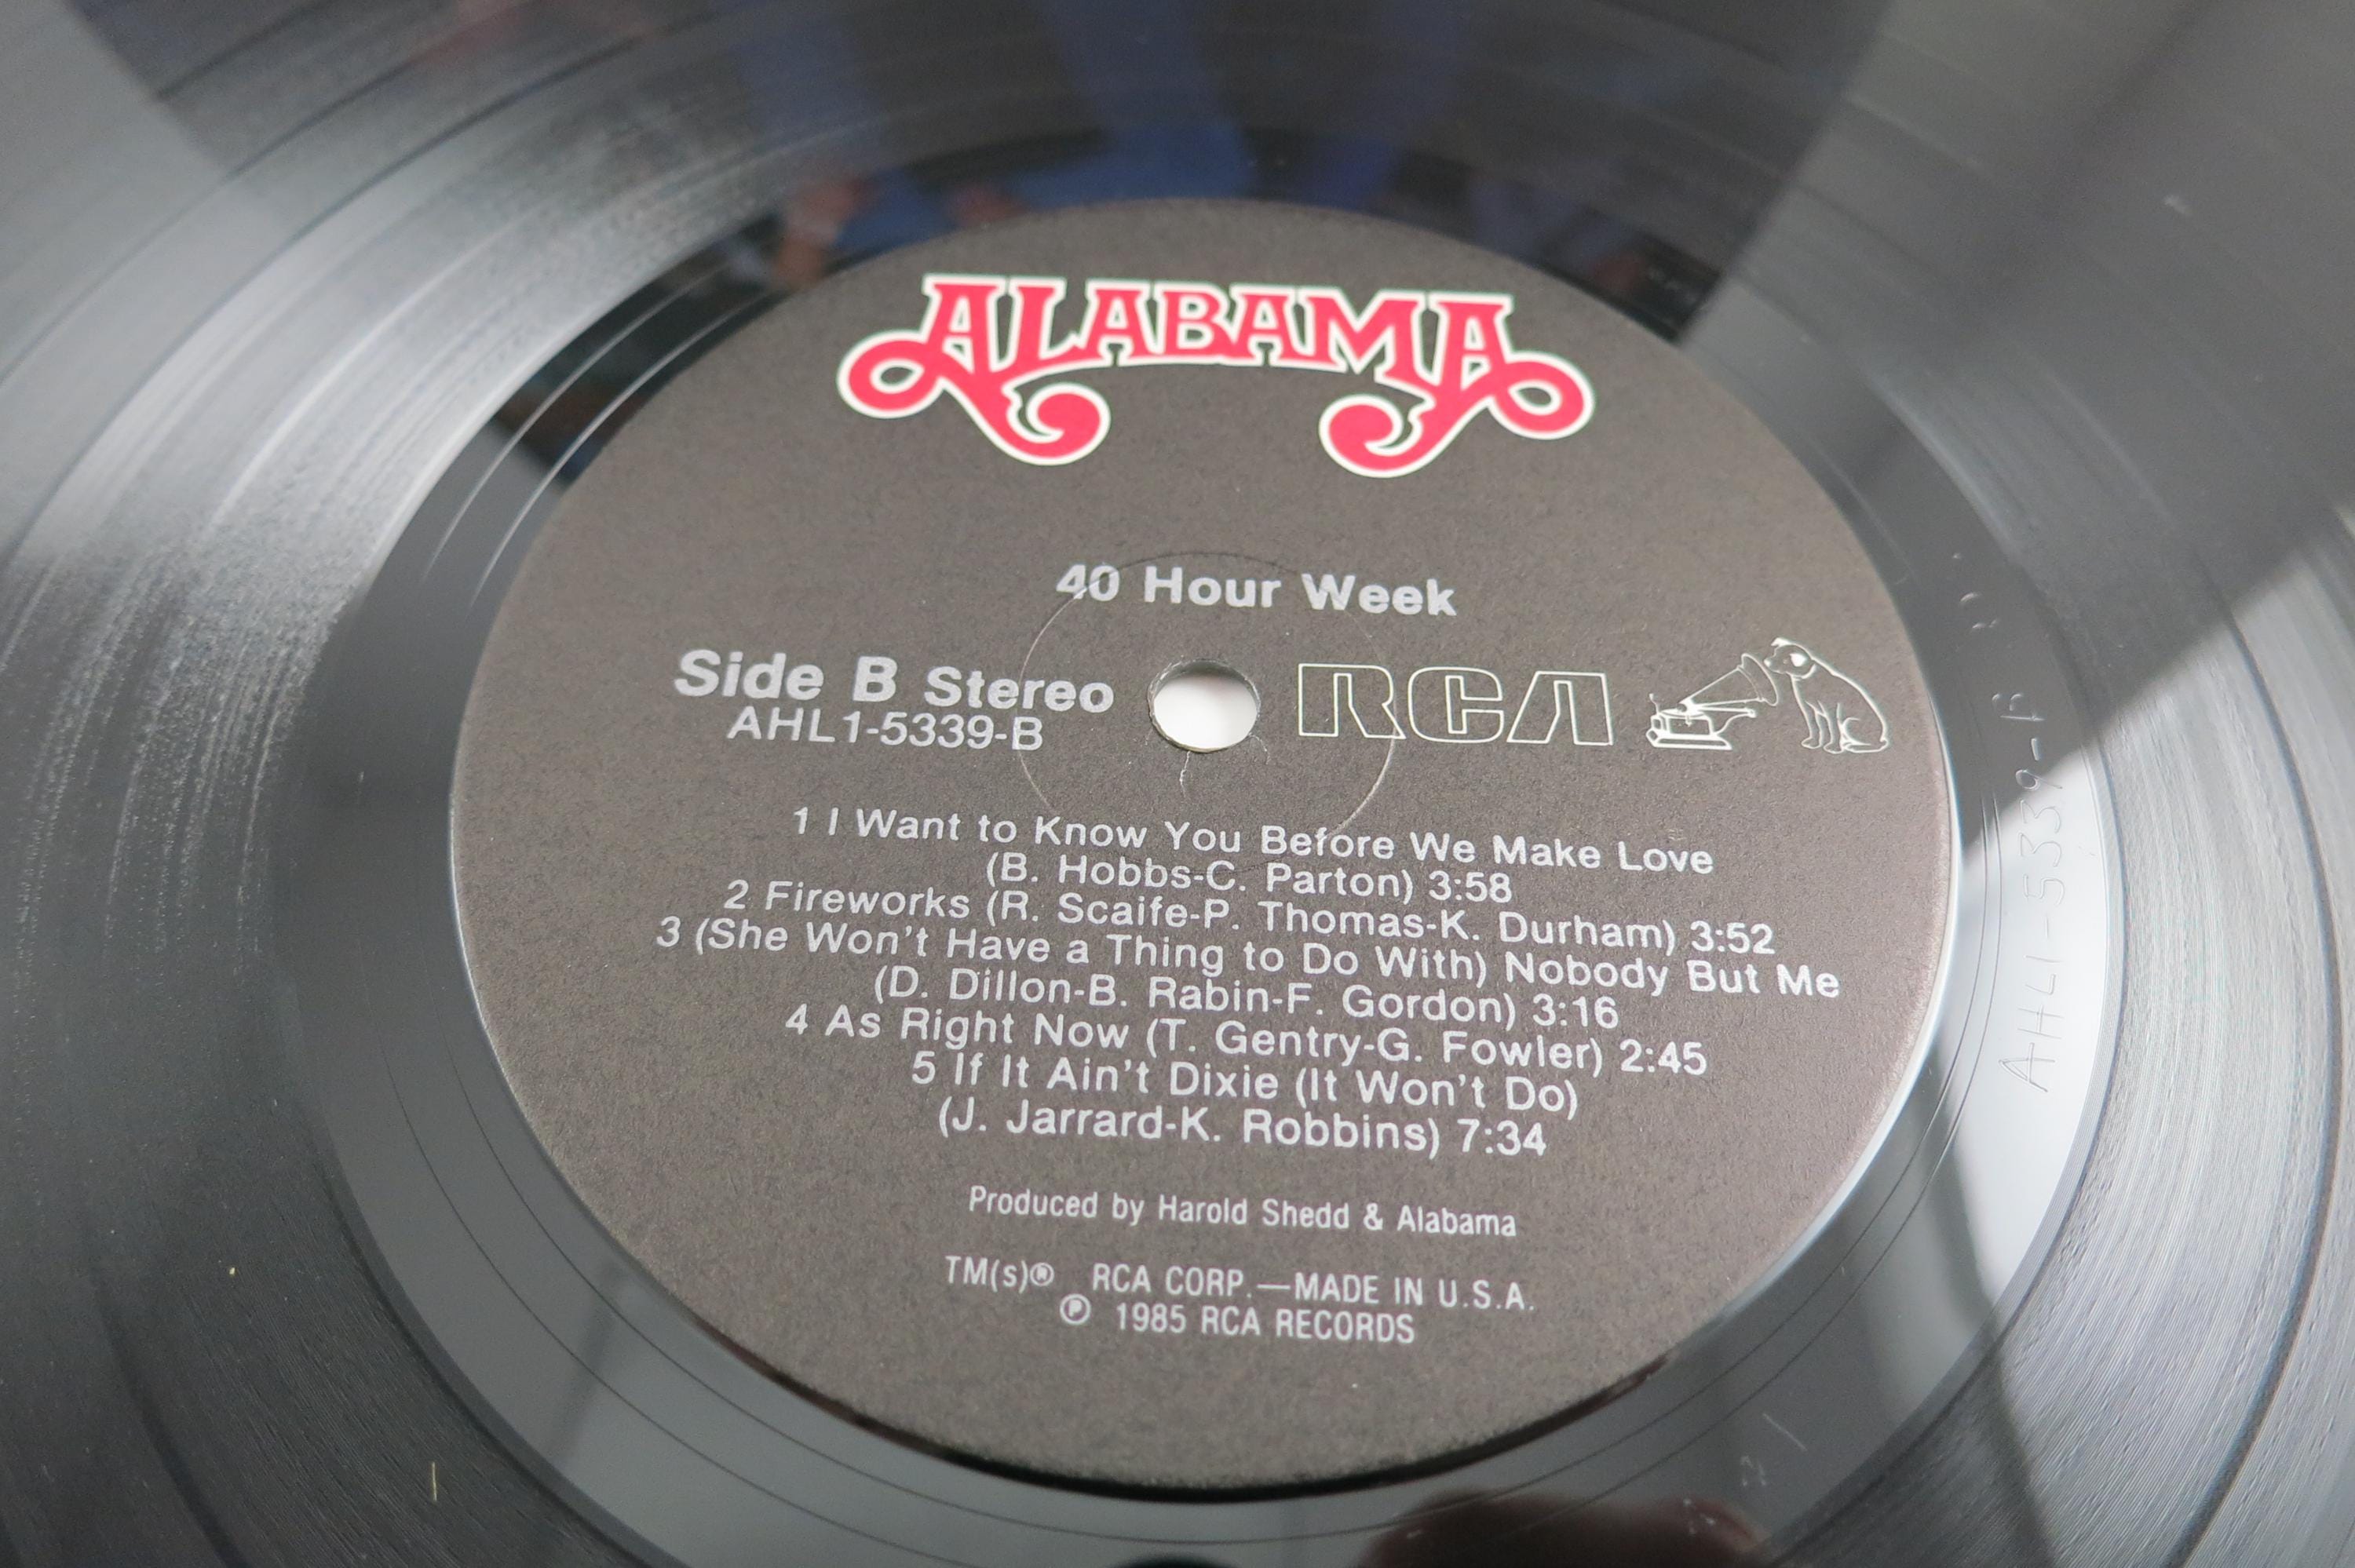 ALABAMA
40 Hour Week
Side B Stereo
AHL1-5339-B
RCA
1 I Want to Know You Before We Make Love
(B. Hobbs-C. Parton) 3:58
2 Fireworks (R. Scaife-P. Thomas-K. Durham) 3:52
3 (She Won't Have a Thing to Do With) Nobody But Me
(D. Dillon-B. Rabin-F. Gordon) 3:16
4 As Right Now (T. Gentry-G. Fowler) 2:45
5 If It Ain't Dixie (It Won't Do)
(J. Jarrard-K. Robbins) 7:34
Produced by Harold Shedd & Alabama
TM(s)® RCA CORP.—MADE IN U.S.A.
℗ 1985 RCA RECORDS